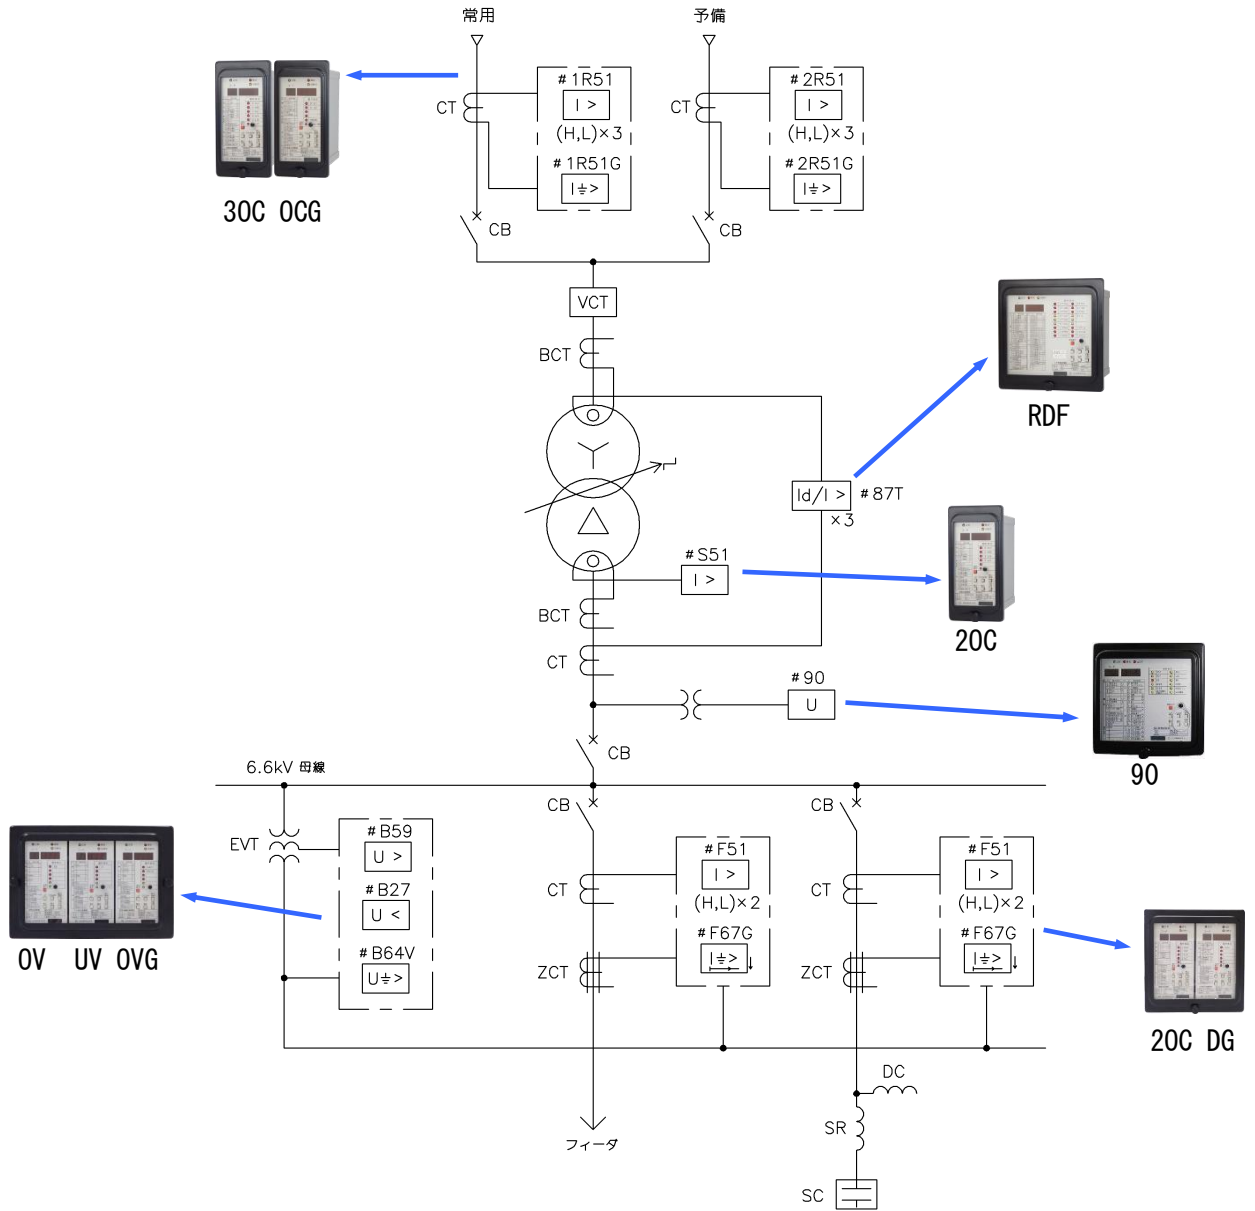 常用
予備
#1R51
I >
(H,L)×3
#1R51G
I >
CT
CB
#2R51
I >
(H,L)×3
#2R51G
I >
CT
CB
3OC OCG
VCT
BCT
RDF
Id/I > #87T
×3
#S51
I >
2OC
BCT
CT
#90
U
90
CB
6.6kV 母線
EVT
#B59
U >
#B27
U <
#B64V
U >
OV UV OVG
CB
CT
ZCT
#F51
I >
(H,L)×2
#F67G
I >
CB
CT
ZCT
#F51
I >
(H,L)×2
#F67G
I >
2OC DG
フィーダ
DC
SR
SC